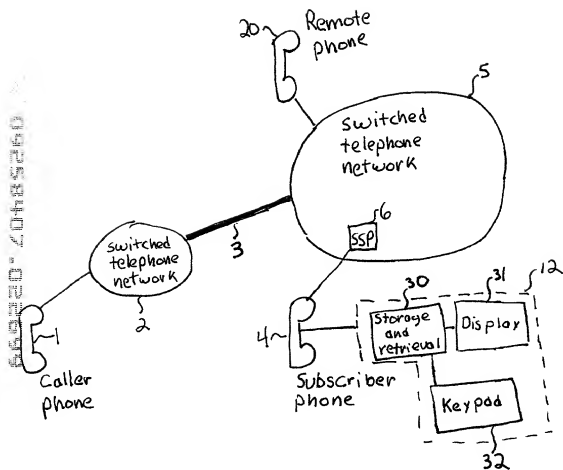 Remote
phone
20
5
switched
telephone
network
6
SSP
3
switched
telephone
network
2
1
Caller
phone
4
Subscriber
phone
30
31
12
Storage
and
retrieval
Display
Keypad
32